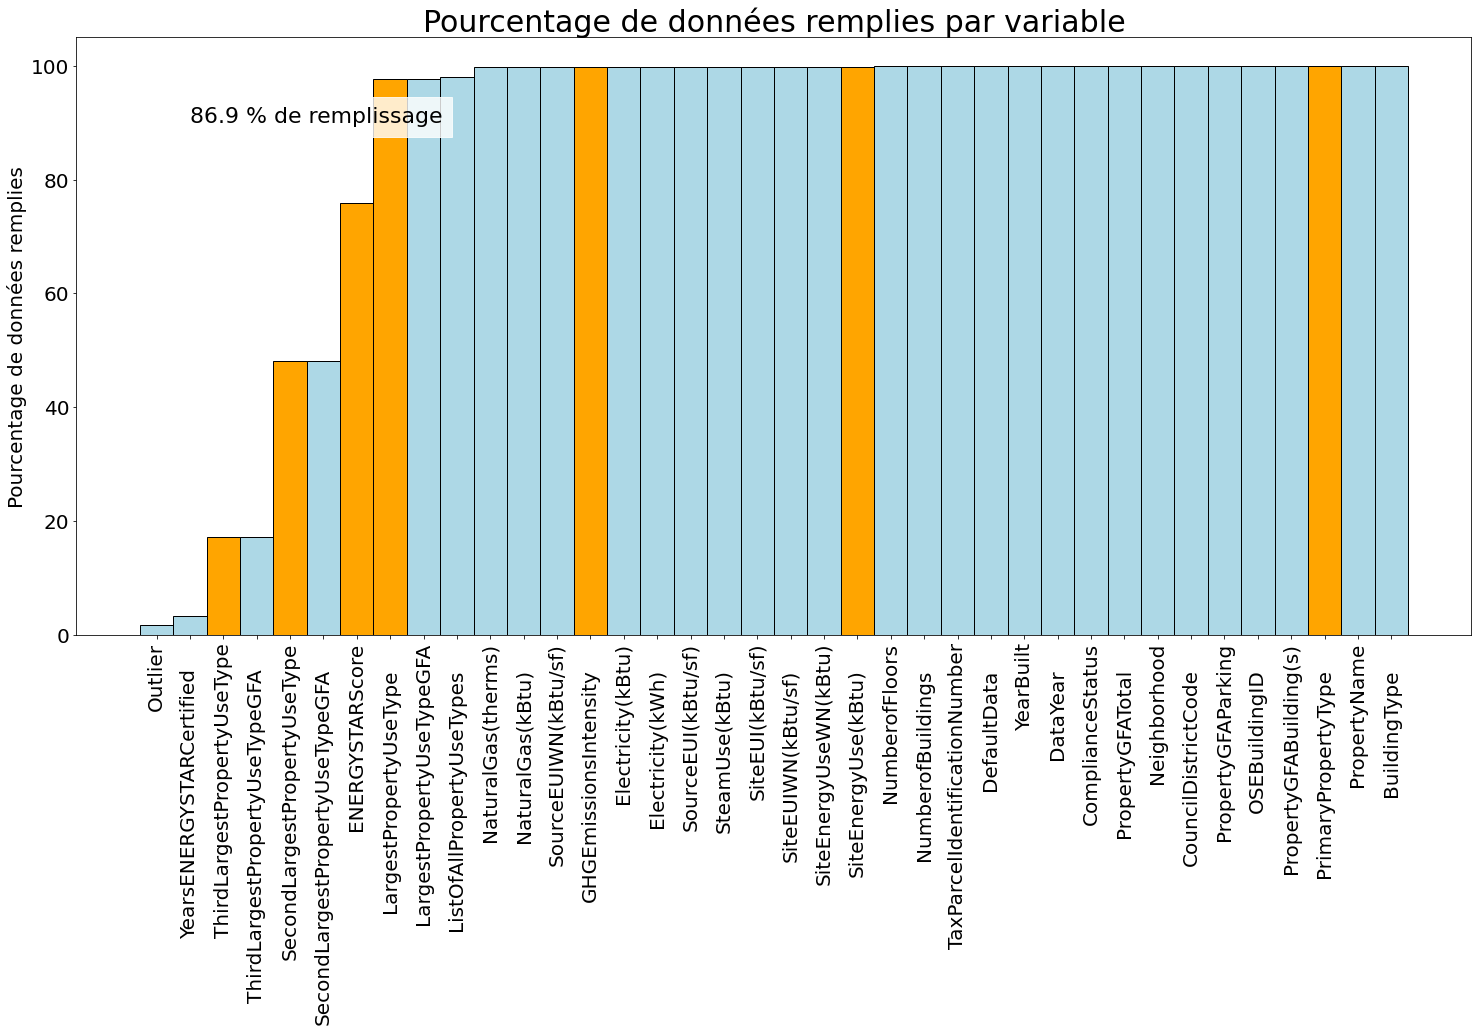 Pourcentage de données remplies par variable
Pourcentage de données remplies
100
80
60
40
20
0
86.9 % de remplissage
Outlier
YearsENERGYSTARCertified
ThirdLargestPropertyUseType
ThirdLargestPropertyUseTypeGFA
SecondLargestPropertyUseType
SecondLargestPropertyUseTypeGFA
ENERGYSTARScore
LargestPropertyUseType
LargestPropertyUseTypeGFA
ListOfAllPropertyUseTypes
NaturalGas(therms)
NaturalGas(kBtu)
SourceEUIWN(kBtu/sf)
GHGEmissionsIntensity
Electricity(kBtu)
Electricity(kWh)
SourceEUI(kBtu/sf)
SteamUse(kBtu)
SiteEUI(kBtu/sf)
SiteEUIWN(kBtu/sf)
SiteEnergyUseWN(kBtu)
SiteEnergyUse(kBtu)
NumberofFloors
NumberofBuildings
TaxParcelIdentificationNumber
DefaultData
YearBuilt
DataYear
ComplianceStatus
PropertyGFATotal
Neighborhood
CouncilDistrictCode
PropertyGFAParking
OSEBuildingID
PropertyGFABuilding(s)
PrimaryPropertyType
PropertyName
BuildingType